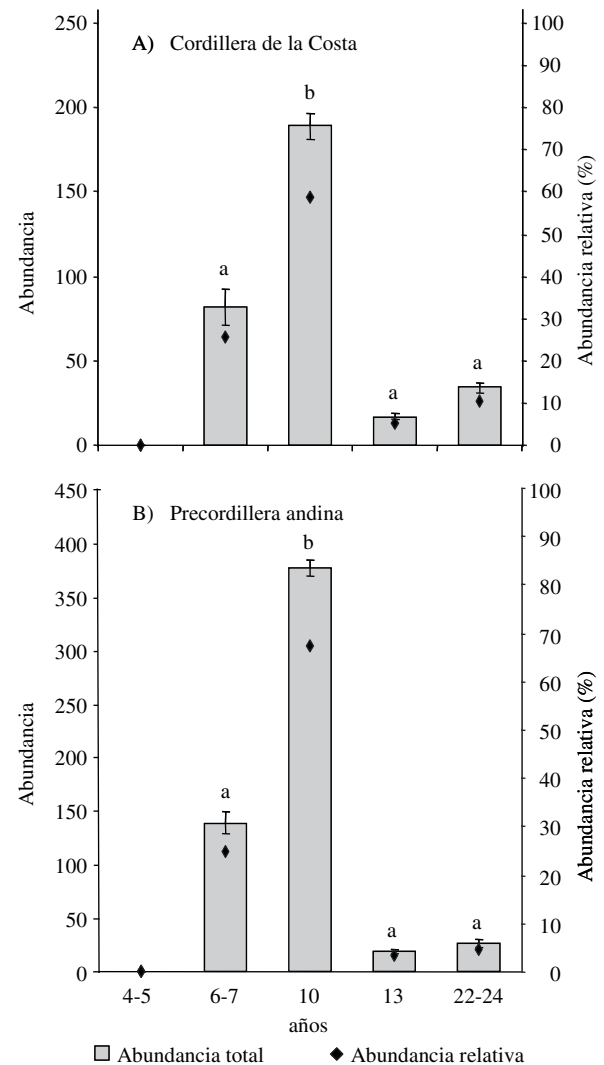 A) Cordillera de la Costa
Abundancia
250
200
150
100
50
0
a
b
a
a
100
90
80
70
60
50
40
30
20
10
0
Abundancia relativa (%)
B) Precordillera andina
Abundancia
450
400
350
300
250
200
150
100
50
0
a
b
a
a
100
90
80
70
60
50
40
30
20
10
0
Abundancia relativa (%)
4-5 6-7 10 13 22-24
años
Abundancia total Abundancia relativa